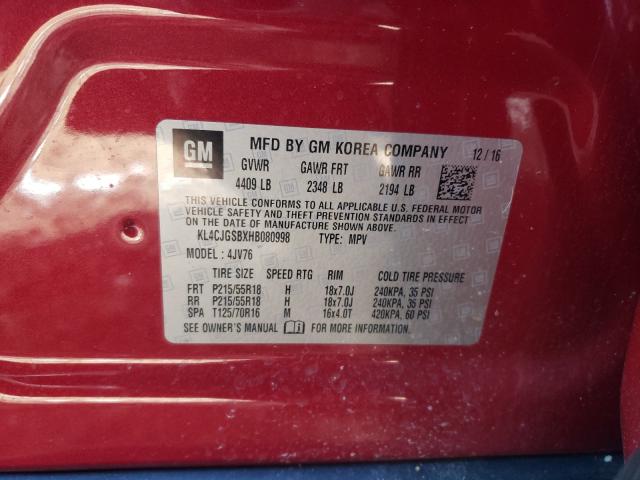 GM MFD BY GM KOREA COMPANY 12 / 16
GVWR GAWR FRT GAWR RR
4409 LB 2348 LB 2194 LB
THIS VEHICLE CONFORMS TO ALL APPLICABLE U.S. FEDERAL MOTOR
VEHICLE SAFETY AND THEFT PREVENTION STANDARDS IN EFFECT ON
THE DATE OF MANUFACTURE SHOWN ABOVE.
KL4CJGSBXHB080998 TYPE: MPV
MODEL : 4JV76
TIRE SIZE SPEED RTG RIM COLD TIRE PRESSURE
FRT P215/55R18 H 18x7.0J 240KPA, 35 PSI
RR P215/55R18 H 18x7.0J 240KPA, 35 PSI
SPA T125/70R16 M 16x4.0T 420KPA, 60 PSI
SEE OWNER'S MANUAL FOR MORE INFORMATION.